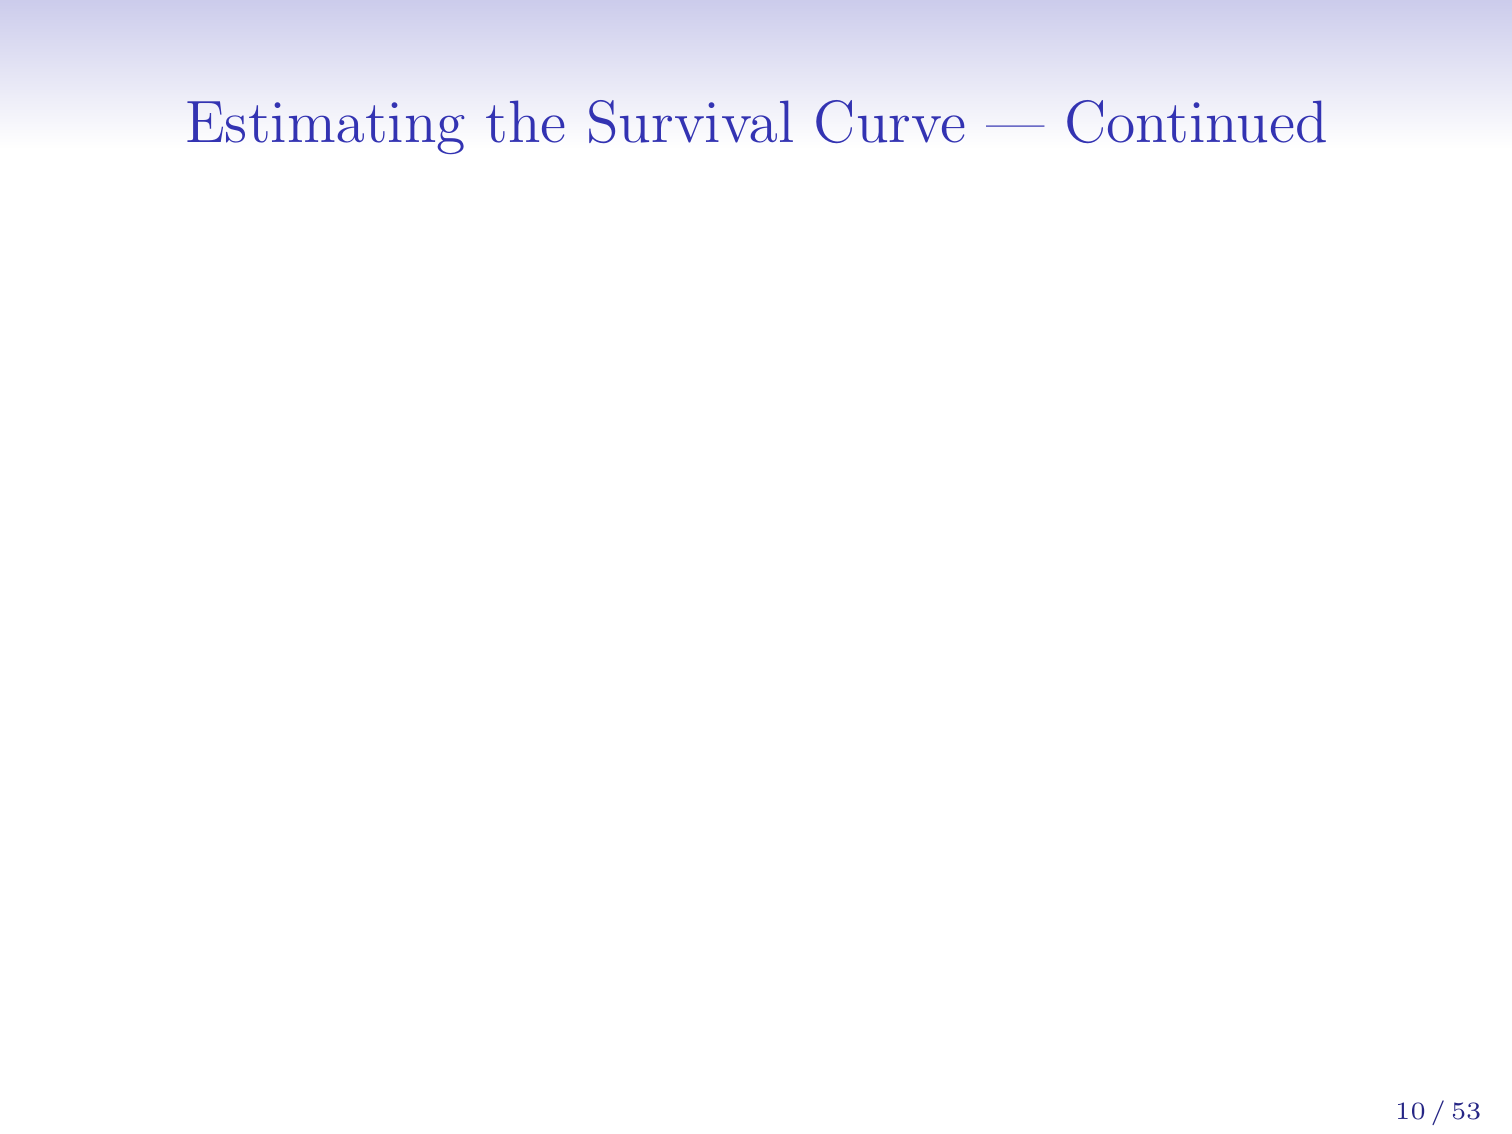 Estimating the Survival Curve — Continued
10 / 53